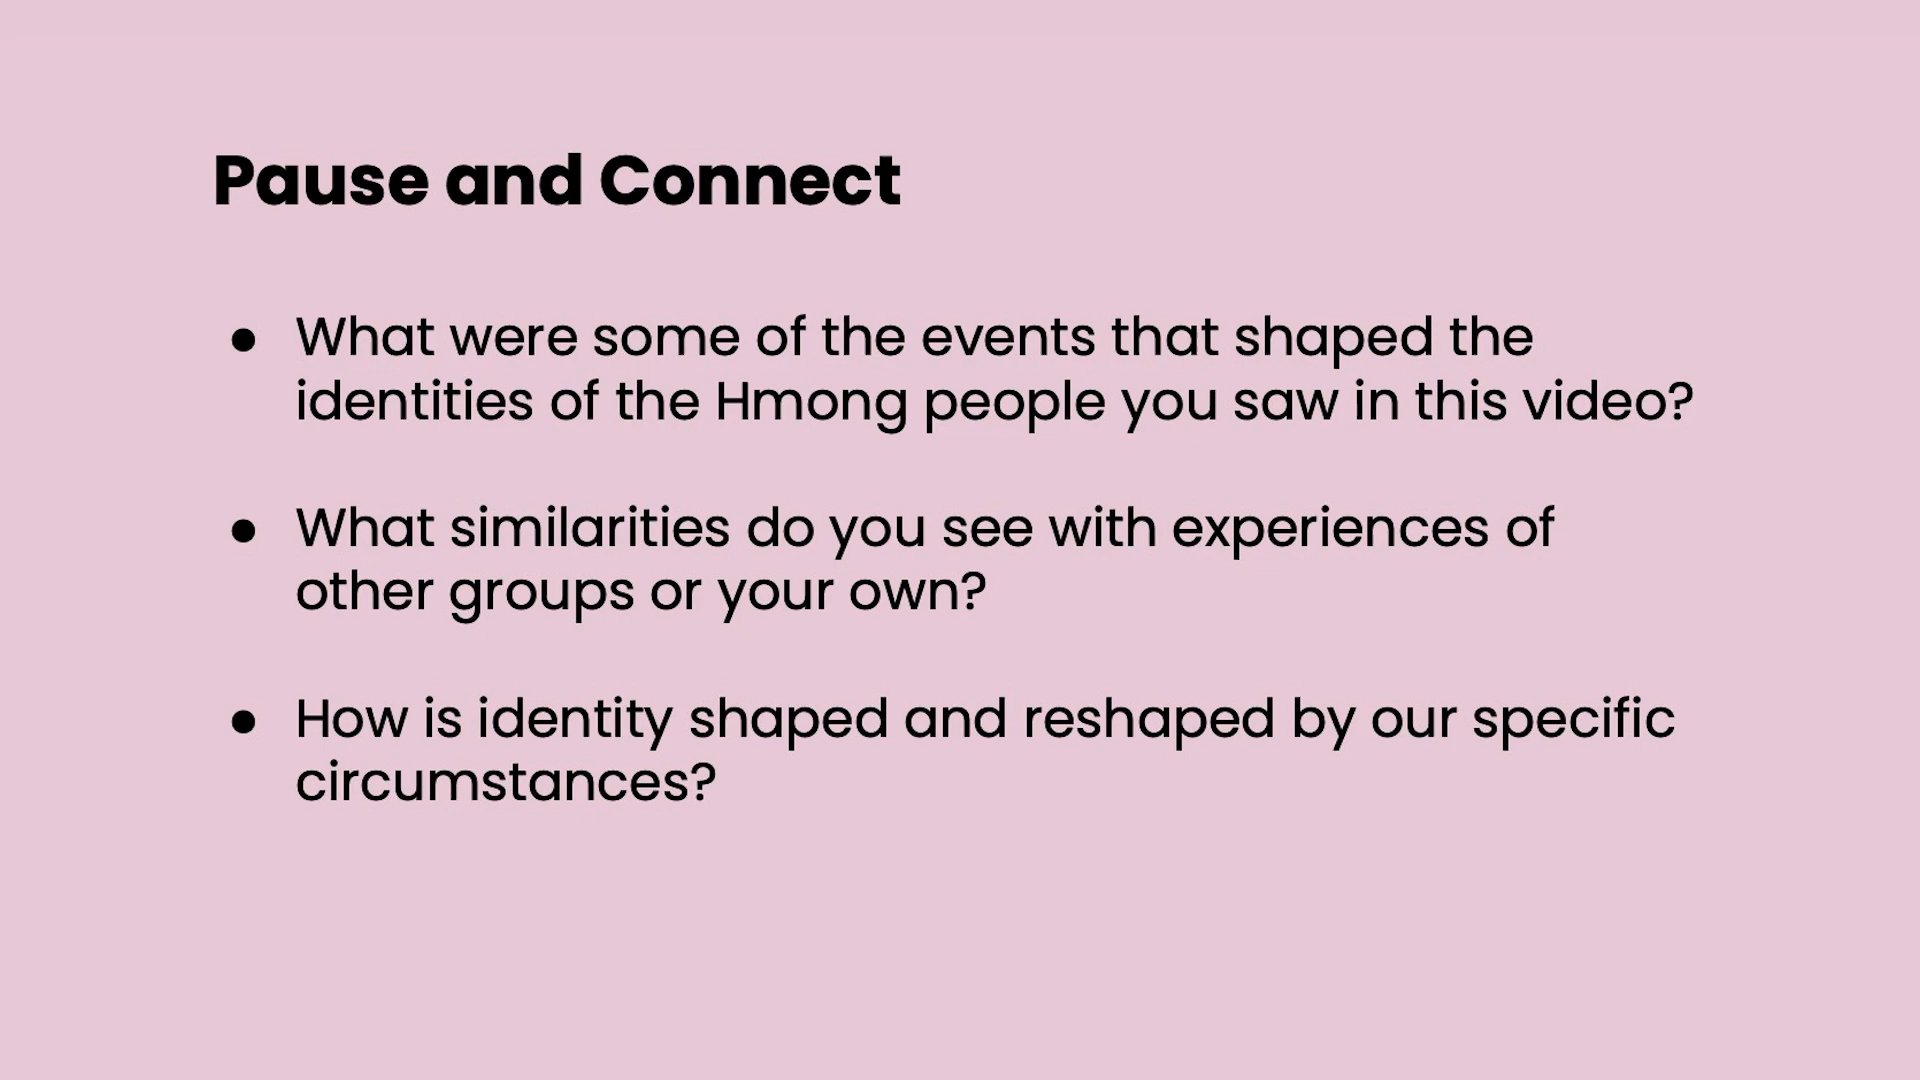 Pause and Connect
● What were some of the events that shaped the
identities of the Hmong people you saw in this video?
● What similarities do you see with experiences of
other groups or your own?
● How is identity shaped and reshaped by our specific
circumstances?